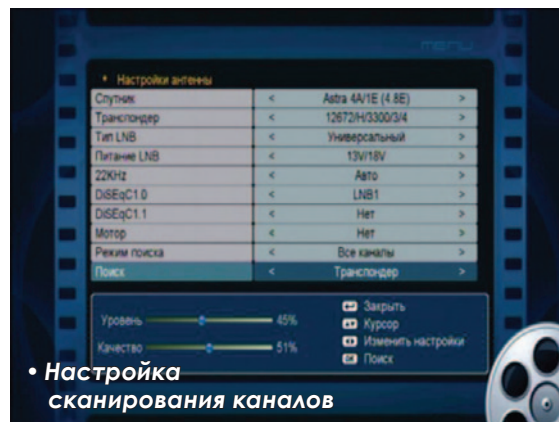 menu
• Настройки антенны
Спутник < Astra 4A/1E (4.8E) >
Транспондер < 12672/H/3300/3/4 >
Тип LNB < Универсальный >
Питание LNB < 13V/18V >
22KHz < Авто >
DiSEqC1.0 < LNB1 >
DiSEqC1.1 < Нет >
Мотор < Нет >
Режим поиска < Все каналы >
Поиск < Транспондер >
Уровень 45%
Качество 51%
Закрыть
Курсор
Изменить настройки
OK Поиск
• Настройка
сканирования каналов